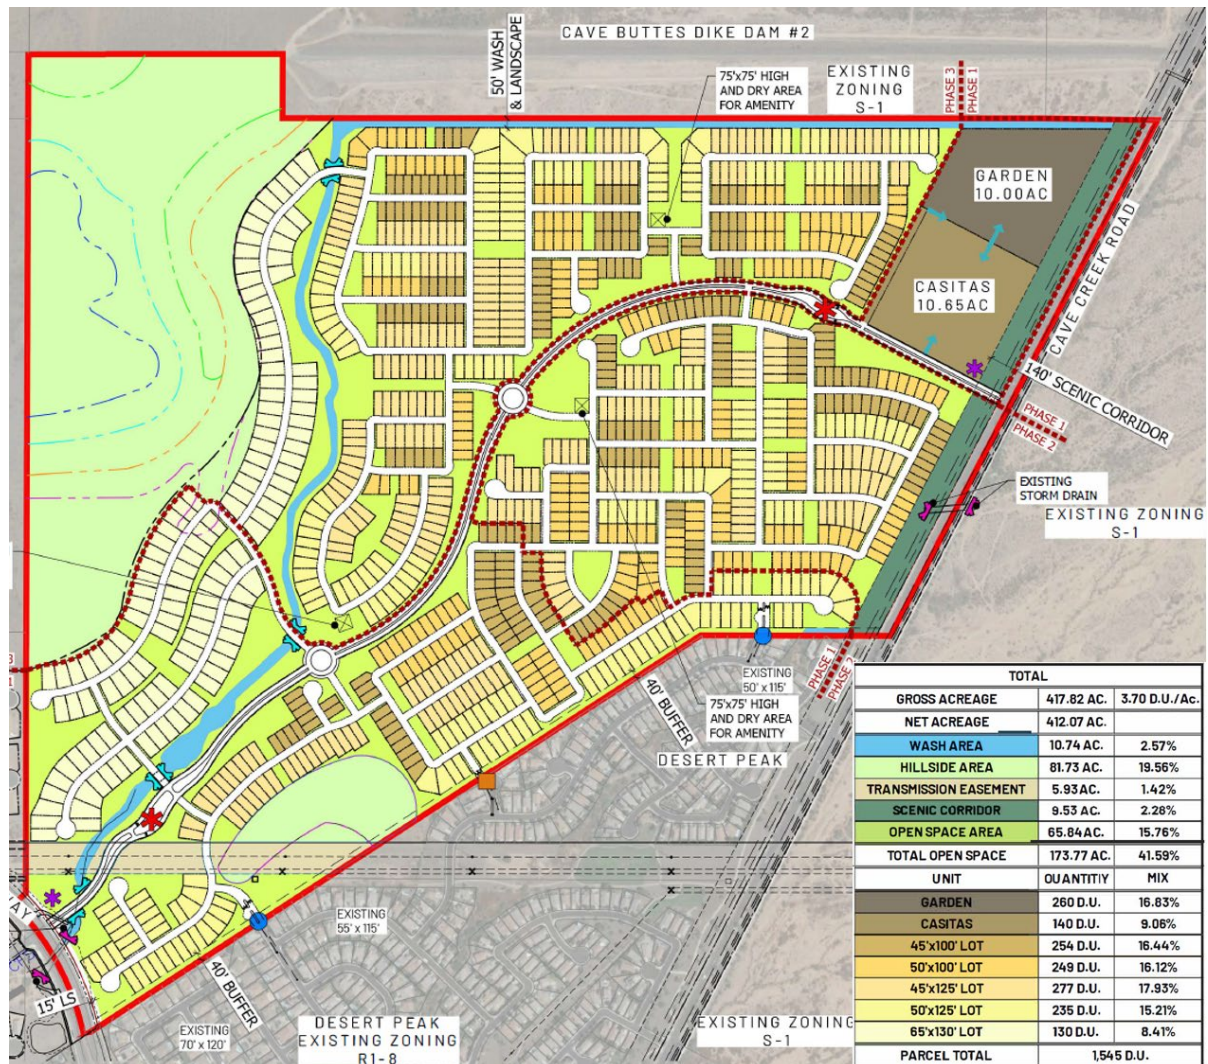 CAVE BUTTES DIKE DAM #2
50' WASH
& LANDSCAPE
75'x75' HIGH
AND DRY AREA
FOR AMENITY
EXISTING
ZONING
S-1
PHASE 3
PHASE 1
GARDEN
10.00AC
CASITAS
10.65AC
CAVE CREEK ROAD
140' SCENIC CORRIDOR
PHASE 1
PHASE 2
EXISTING
STORM DRAIN
EXISTING ZONING
S-1
3
1
PHASE 1
PHASE 2
EXISTING
50' x 115'
40' BUFFER
75'x75' HIGH
AND DRY AREA
FOR AMENITY
DESERT PEAK
AY
EXISTING
55' x 115'
40' BUFFER
15' LS
EXISTING
70' x 120'
DESERT PEAK
EXISTING ZONING
R1-8
EXISTING ZONING
S-1
TOTAL
GROSS ACREAGE 417.82 AC. 3.70 D.U./Ac.
NET ACREAGE 412.07 AC.
WASH AREA 10.74 AC. 2.57%
HILLSIDE AREA 81.73 AC. 19.56%
TRANSMISSION EASEMENT 5.93 AC. 1.42%
SCENIC CORRIDOR 9.53 AC. 2.28%
OPEN SPACE AREA 65.84 AC. 15.76%
TOTAL OPEN SPACE 173.77 AC. 41.59%
UNIT QUANTITIY MIX
GARDEN 260 D.U. 16.83%
CASITAS 140 D.U. 9.06%
45'x100' LOT 254 D.U. 16.44%
50'x100' LOT 249 D.U. 16.12%
45'x125' LOT 277 D.U. 17.93%
50'x125' LOT 235 D.U. 15.21%
65'x130' LOT 130 D.U. 8.41%
PARCEL TOTAL 1,545 D.U.